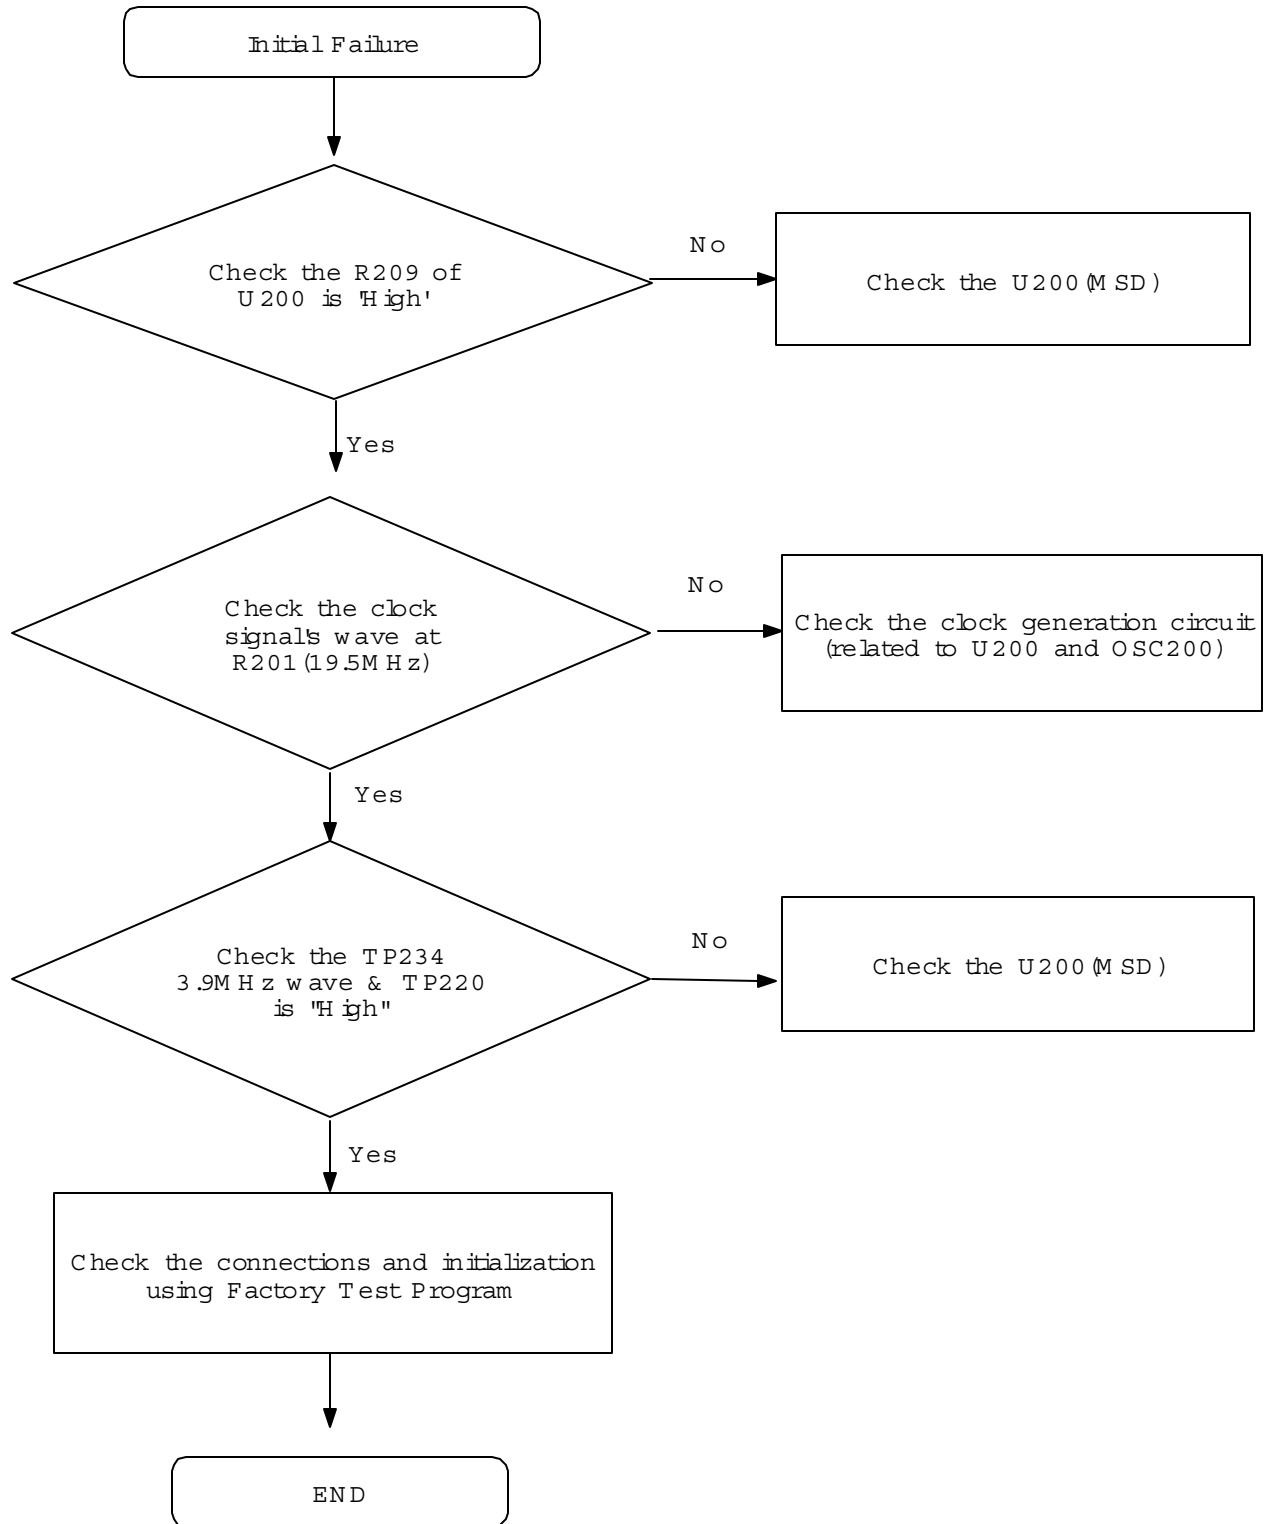 Initial Failure
No
Check the R209 of
U200 is 'High'
Check the U200(MSD)
Yes
No
Check the clock
signal's wave at
R201(19.5MHz)
Check the clock generation circuit
(related to U200 and OSC200)
Yes
No
Check the TP234
3.9MHz wave & TP220
is "High"
Check the U200(MSD)
Yes
Check the connections and initialization
using Factory Test Program
END